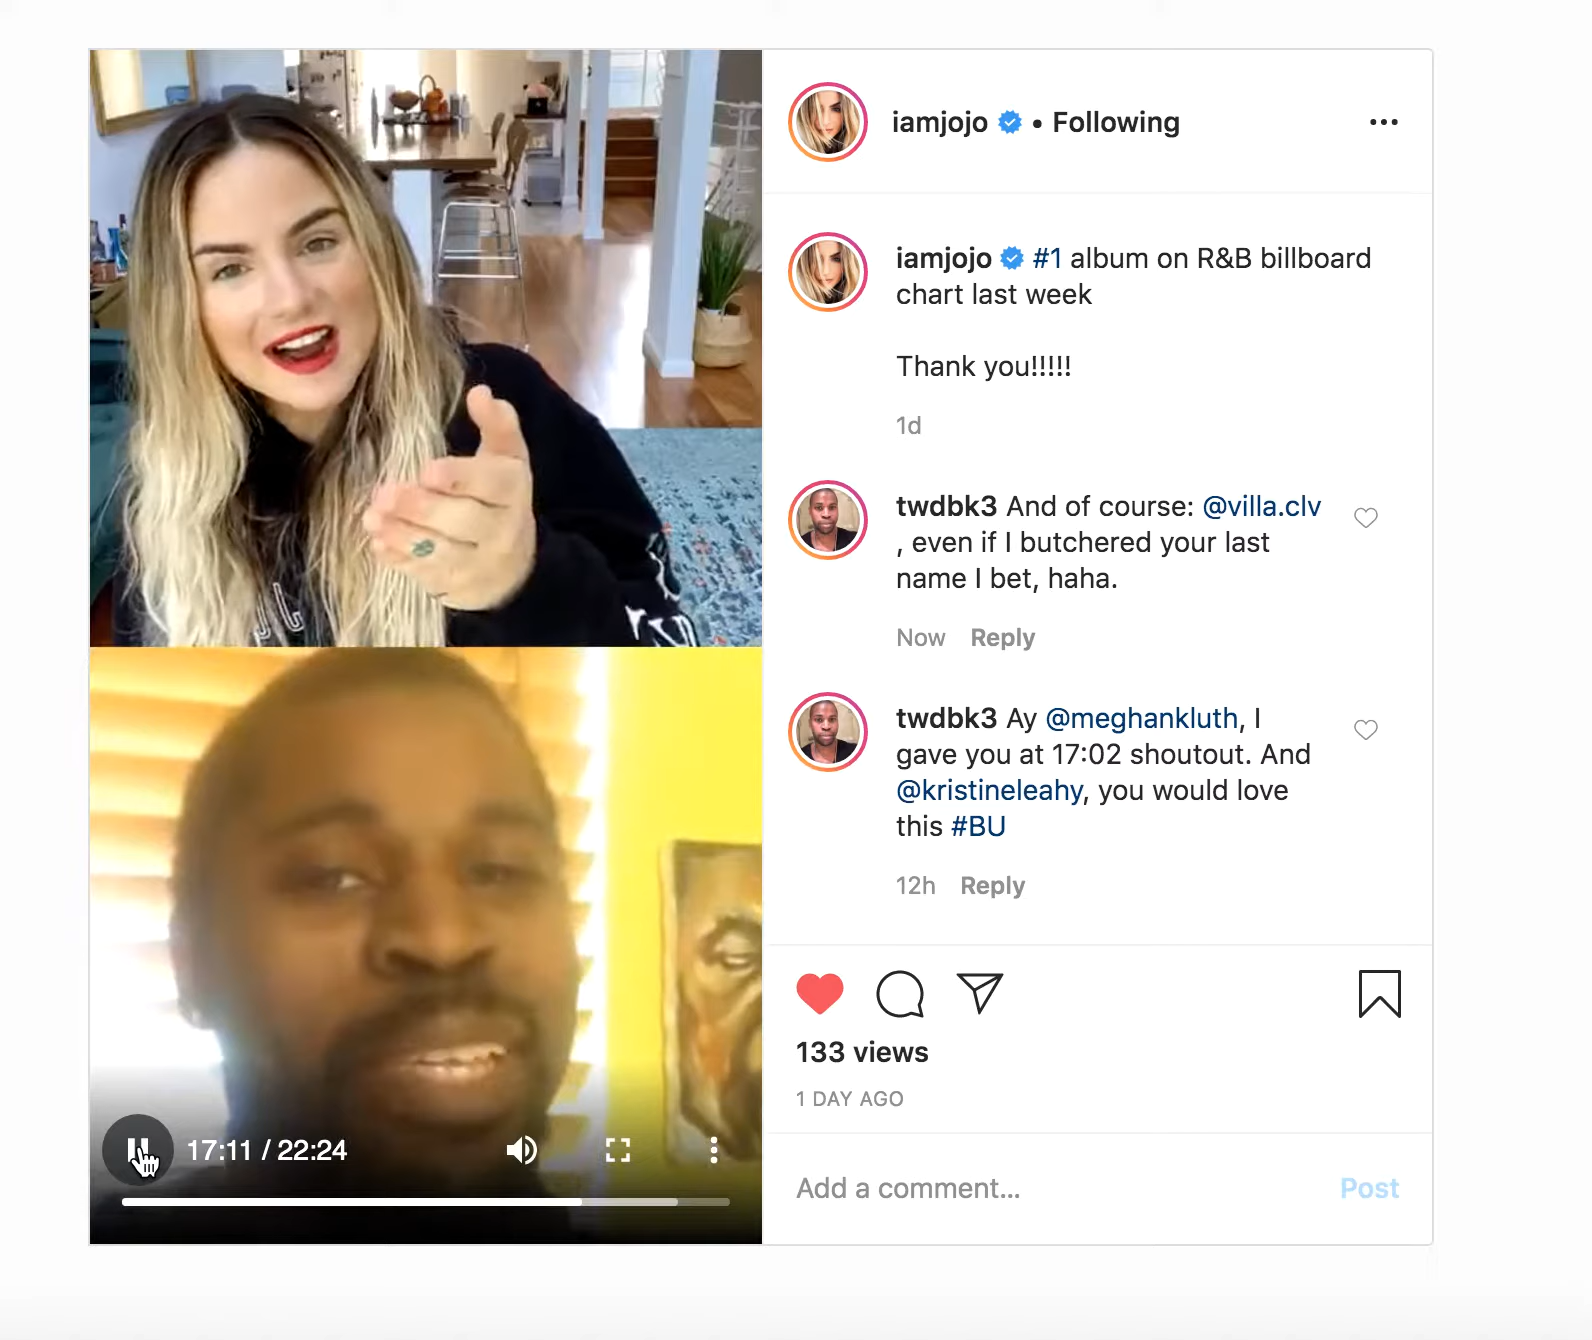 iamjojo • Following
iamjojo #1 album on R&B billboard
chart last week
Thank you!!!!!
1d
twdbk3 And of course: @villa.clv
, even if I butchered your last
name I bet, haha.
Now Reply
twdbk3 Ay @meghankluth, I
gave you at 17:02 shoutout. And
@kristineleahy, you would love
this #BU
12h Reply
133 views
1 DAY AGO
17:11 / 22:24
Add a comment... Post